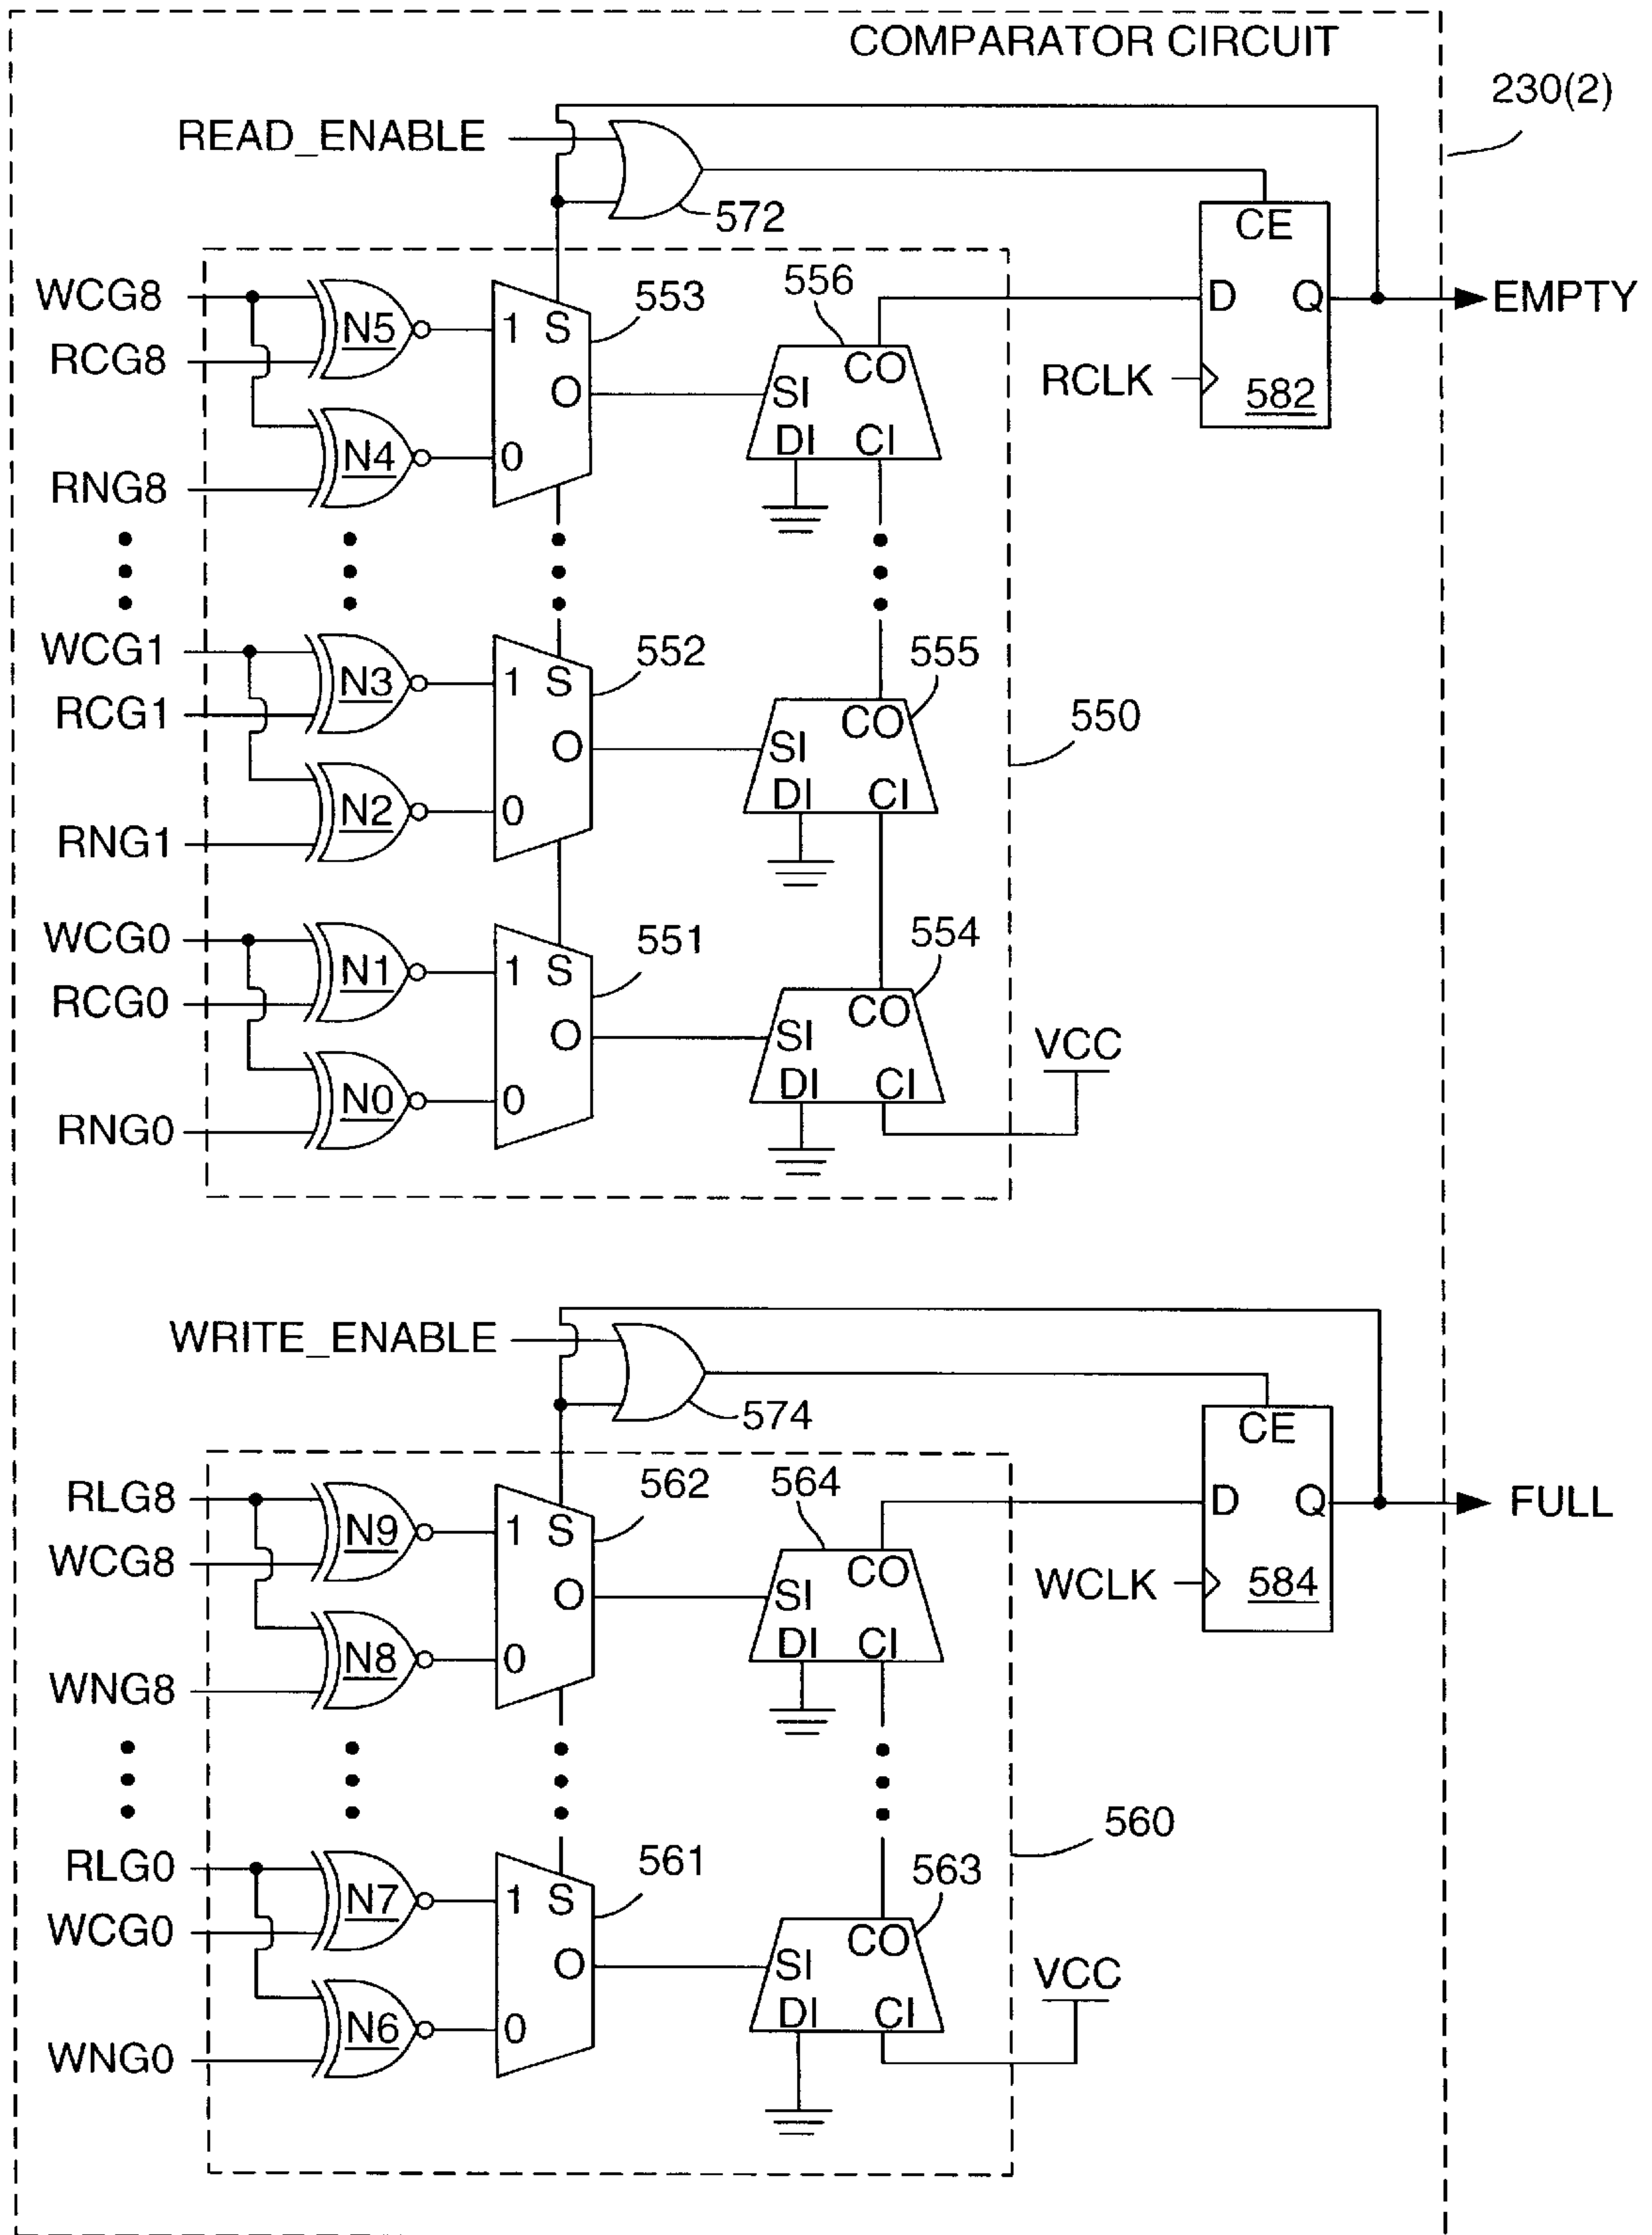 COMPARATOR CIRCUIT
230(2)
READ_ENABLE
572
CE
WCG8
N5
1 S
553
556
D Q
EMPTY
RCG8
O
SI CO
RCLK
582
N4
0
DI CI
RNG8
WCG1
N3
1 S
552
555
RCG1
O
SI CO
550
N2
0
DI CI
RNG1
WCG0
N1
1 S
551
554
RCG0
O
SI CO
VCC
N0
0
DI CI
RNG0
WRITE_ENABLE
574
CE
RLG8
N9
1 S
562
564
D Q
FULL
WCG8
O
SI CO
WCLK
584
N8
0
DI CI
WNG8
560
RLG0
N7
1 S
561
563
WCG0
O
SI CO
VCC
N6
0
DI CI
WNG0